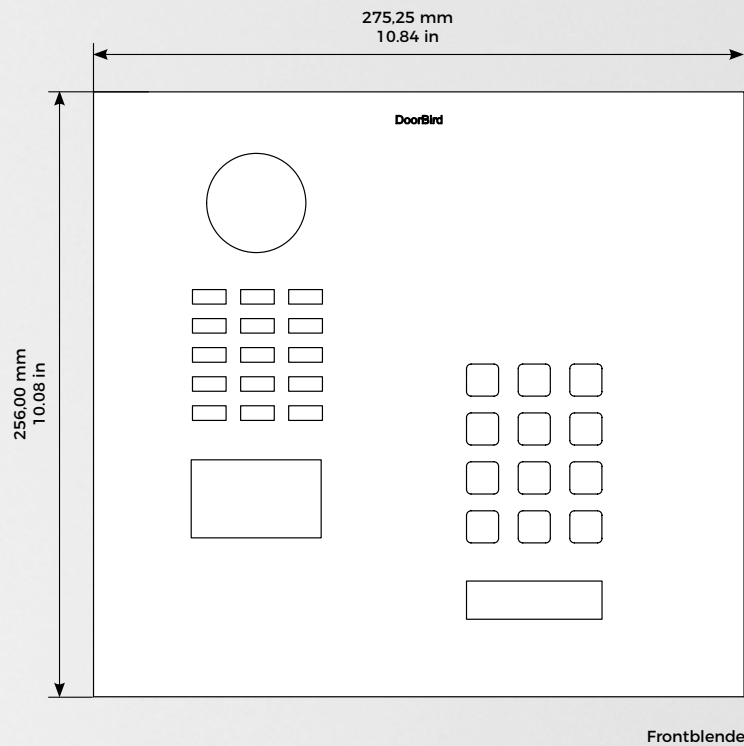 275,25 mm
10.84 in
DoorBird
256,00 mm
10.08 in
Frontblende